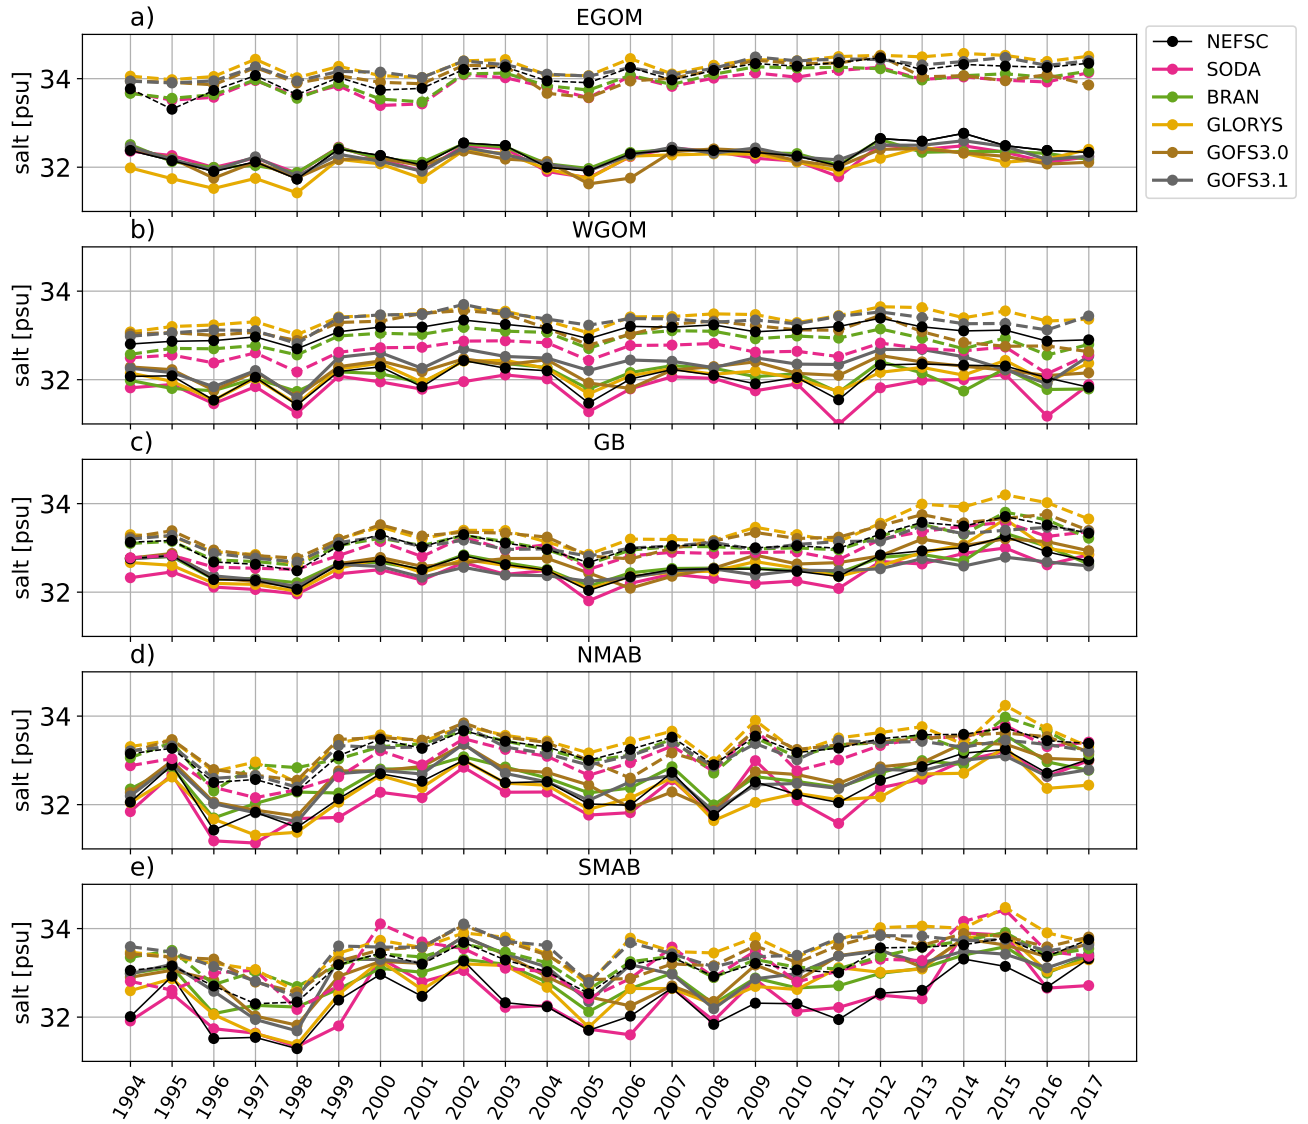 a) EGOM
34
32
salt [psu]
NEFSC
SODA
BRAN
GLORYS
GOFS3.0
GOFS3.1
b) WGOM
34
32
salt [psu]
c) GB
34
32
salt [psu]
d) NMAB
34
32
salt [psu]
e) SMAB
34
32
salt [psu]
1994 1995 1996 1997 1998 1999 2000 2001 2002 2003 2004 2005 2006 2007 2008 2009 2010 2011 2012 2013 2014 2015 2016 2017